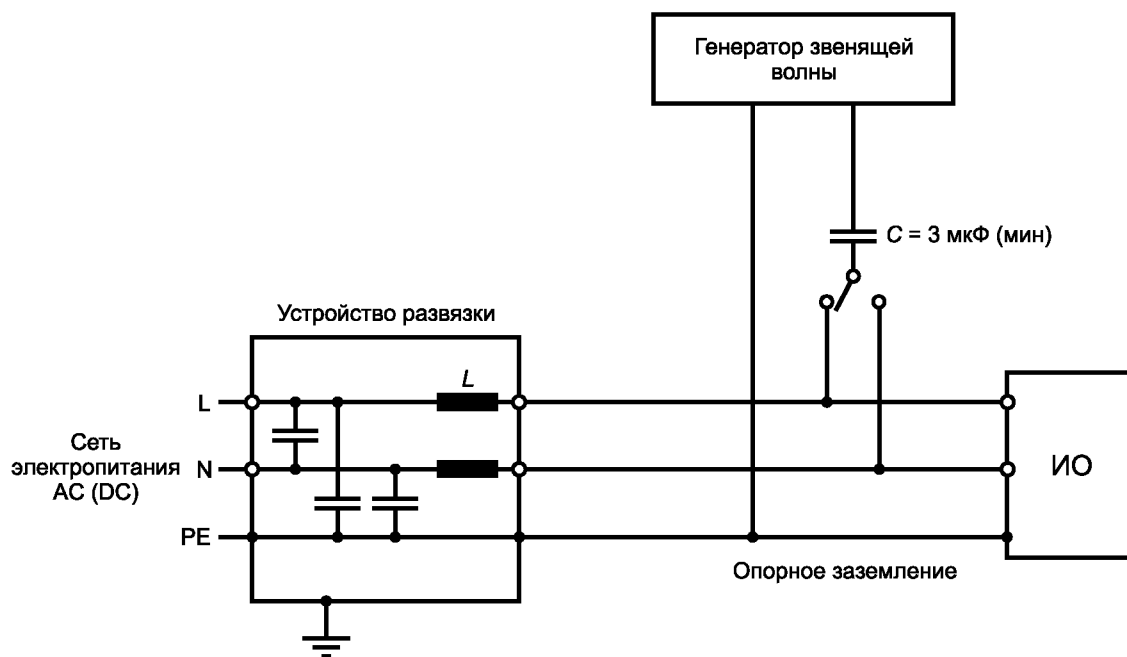 Генератор звенящей
волны
C = 3 мкФ (мин)
Устройство развязки
L
L
Сеть
электропитания
AC (DC)
N
ИО
PE
Опорное заземление